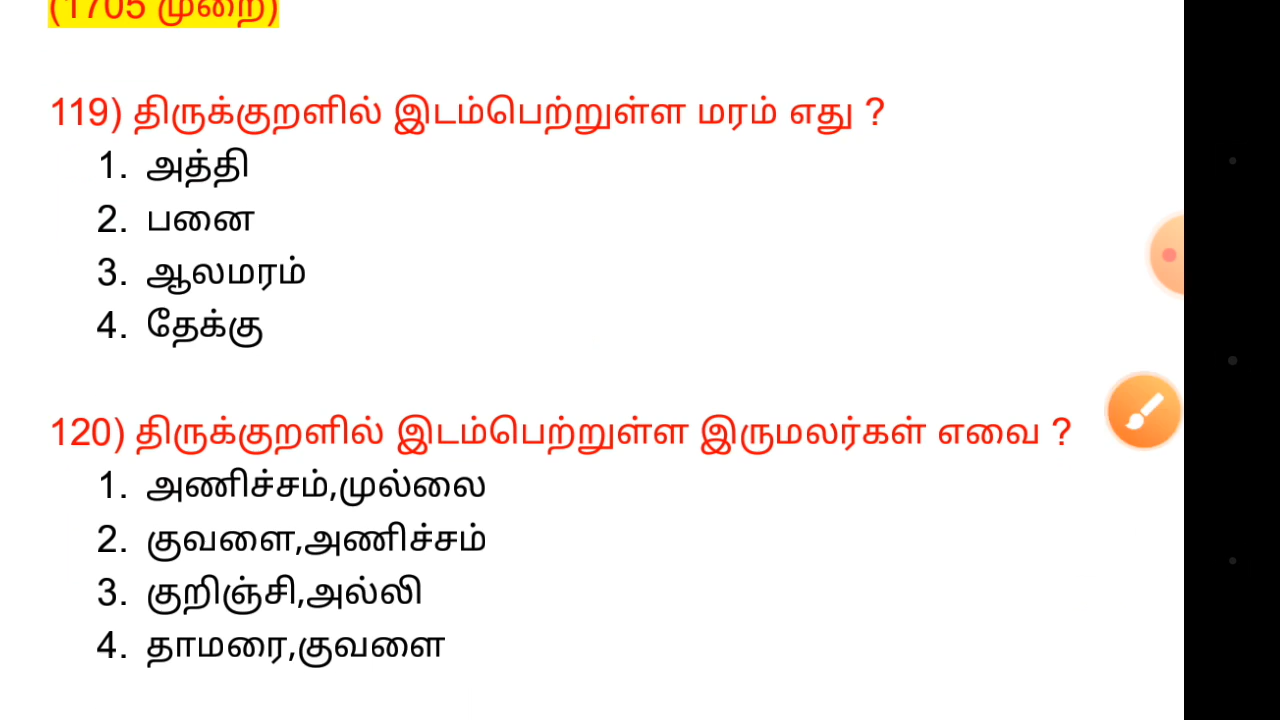 (1705 முறை)
119) திருக்குறளில் இடம்பெற்றுள்ள மரம் எது ?
1. அத்தி
2. பனை
3. ஆலமரம்
4. தேக்கு
120) திருக்குறளில் இடம்பெற்றுள்ள இருமலர்கள் எவை ?
1. அணிச்சம்,முல்லை
2. குவளை,அணிச்சம்
3. குறிஞ்சி,அல்லி
4. தாமரை,குவளை